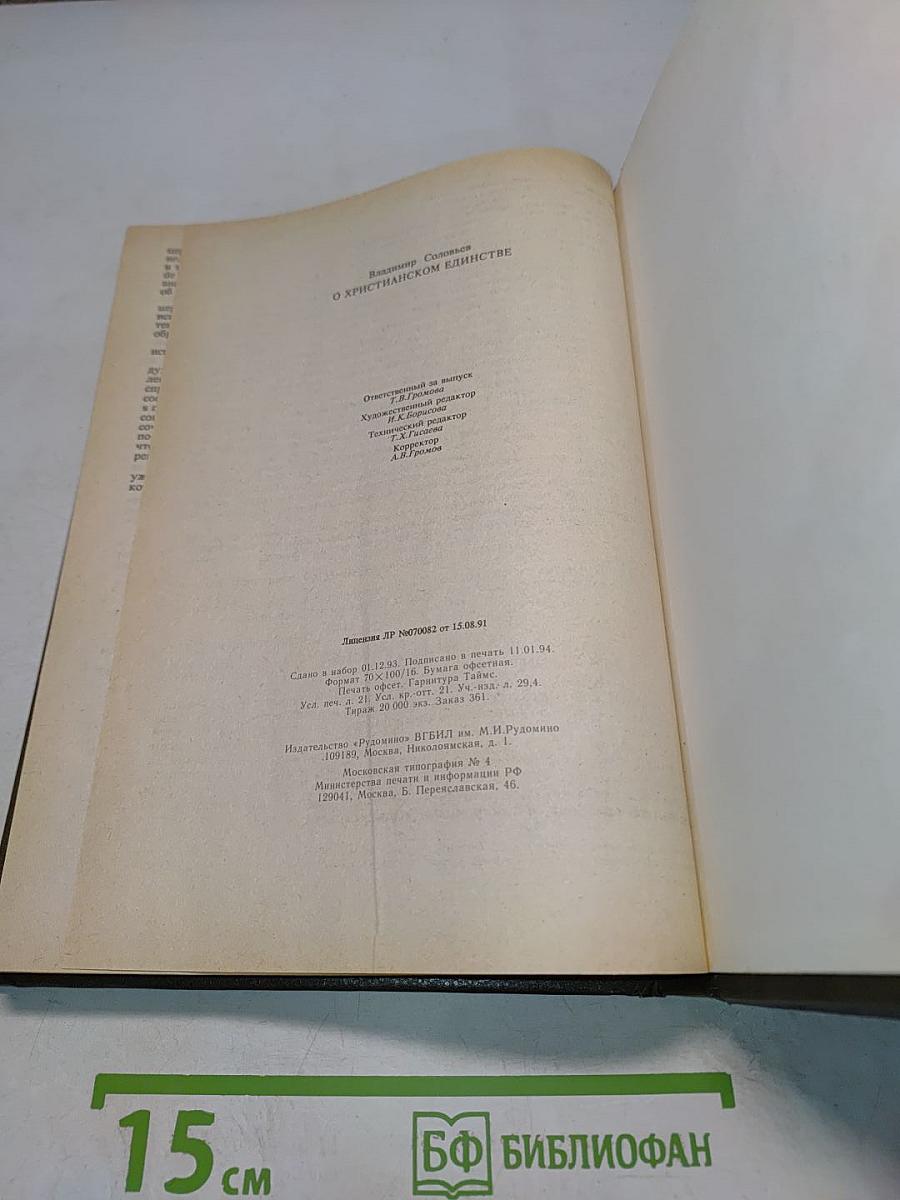 Владимир Соловьев
О ХРИСТИАНСКОМ ЕДИНСТВЕ
Ответственный за выпуск
Т.В.Громова
Художественный редактор
И.К.Борисова
Технический редактор
Т.Х.Гисаева
Корректор
А.В.Громов
Лицензия ЛР №070082 от 15.08.91
Сдано в набор 01.12.93. Подписано в печать 11.01.94.
Формат 70×100/16. Бумага офсетная.
Печать офсет. Гарнитура Таймс.
Усл. печ. л. 21. Усл. кр.-отт. 21. Уч.-изд. л. 29,4.
Тираж 20 000 экз. Заказ 361.
Издательство «Рудомино» ВГБИЛ им. М.И.Рудомино
.109189, Москва, Николоямская, д. 1.
Московская типография № 4
Министерства печати и информации РФ
129041, Москва, Б. Переяславская, 46.
15 см
БФ БИБЛИОФАН